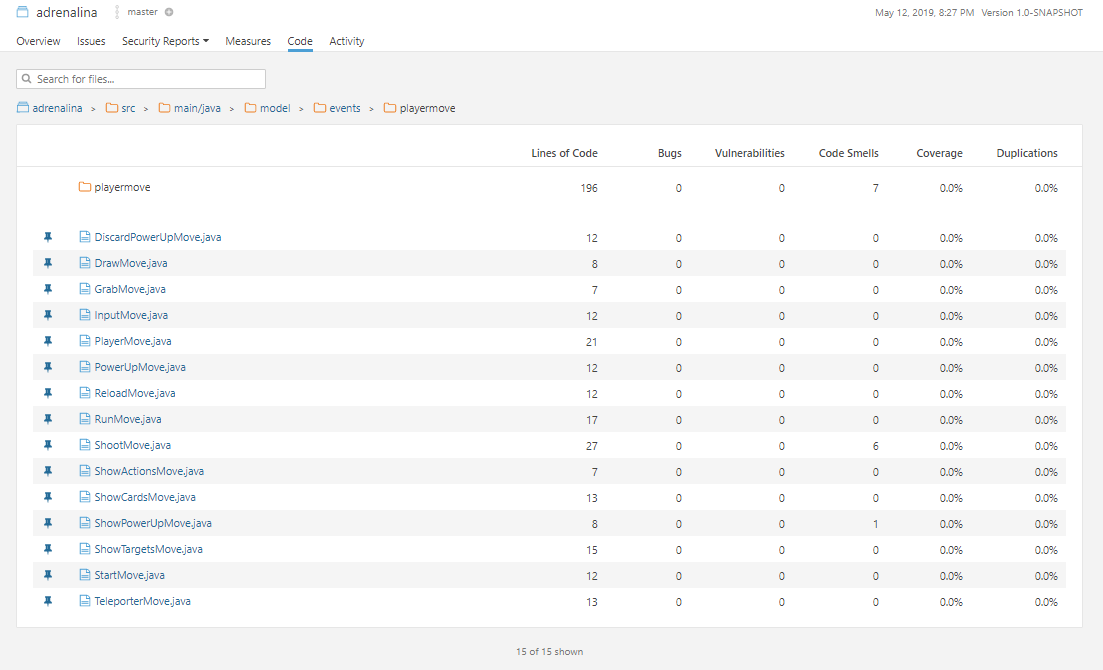 adrenalina master May 12, 2019, 8:27 PM Version 1.0-SNAPSHOT
Overview Issues Security Reports Measures Code Activity
Search for files...
adrenalina > src > main/java > model > events > playermove
Lines of Code Bugs Vulnerabilities Code Smells Coverage Duplications
playermove 196 0 0 7 0.0% 0.0%
DiscardPowerUpMove.java 12 0 0 0 0.0% 0.0%
DrawMove.java 8 0 0 0 0.0% 0.0%
GrabMove.java 7 0 0 0 0.0% 0.0%
InputMove.java 12 0 0 0 0.0% 0.0%
PlayerMove.java 21 0 0 0 0.0% 0.0%
PowerUpMove.java 12 0 0 0 0.0% 0.0%
ReloadMove.java 12 0 0 0 0.0% 0.0%
RunMove.java 17 0 0 0 0.0% 0.0%
ShootMove.java 27 0 0 6 0.0% 0.0%
ShowActionsMove.java 7 0 0 0 0.0% 0.0%
ShowCardsMove.java 13 0 0 0 0.0% 0.0%
ShowPowerUpMove.java 8 0 0 1 0.0% 0.0%
ShowTargetsMove.java 15 0 0 0 0.0% 0.0%
StartMove.java 12 0 0 0 0.0% 0.0%
TeleporterMove.java 13 0 0 0 0.0% 0.0%
15 of 15 shown